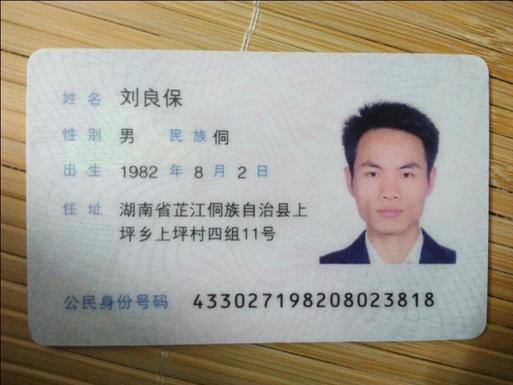 姓名 刘良保
性别 男 民族 侗
出生 1982 年 8 月 2 日
住址 湖南省芷江侗族自治县上
坪乡上坪村四组11号
公民身份号码 433027198208023818